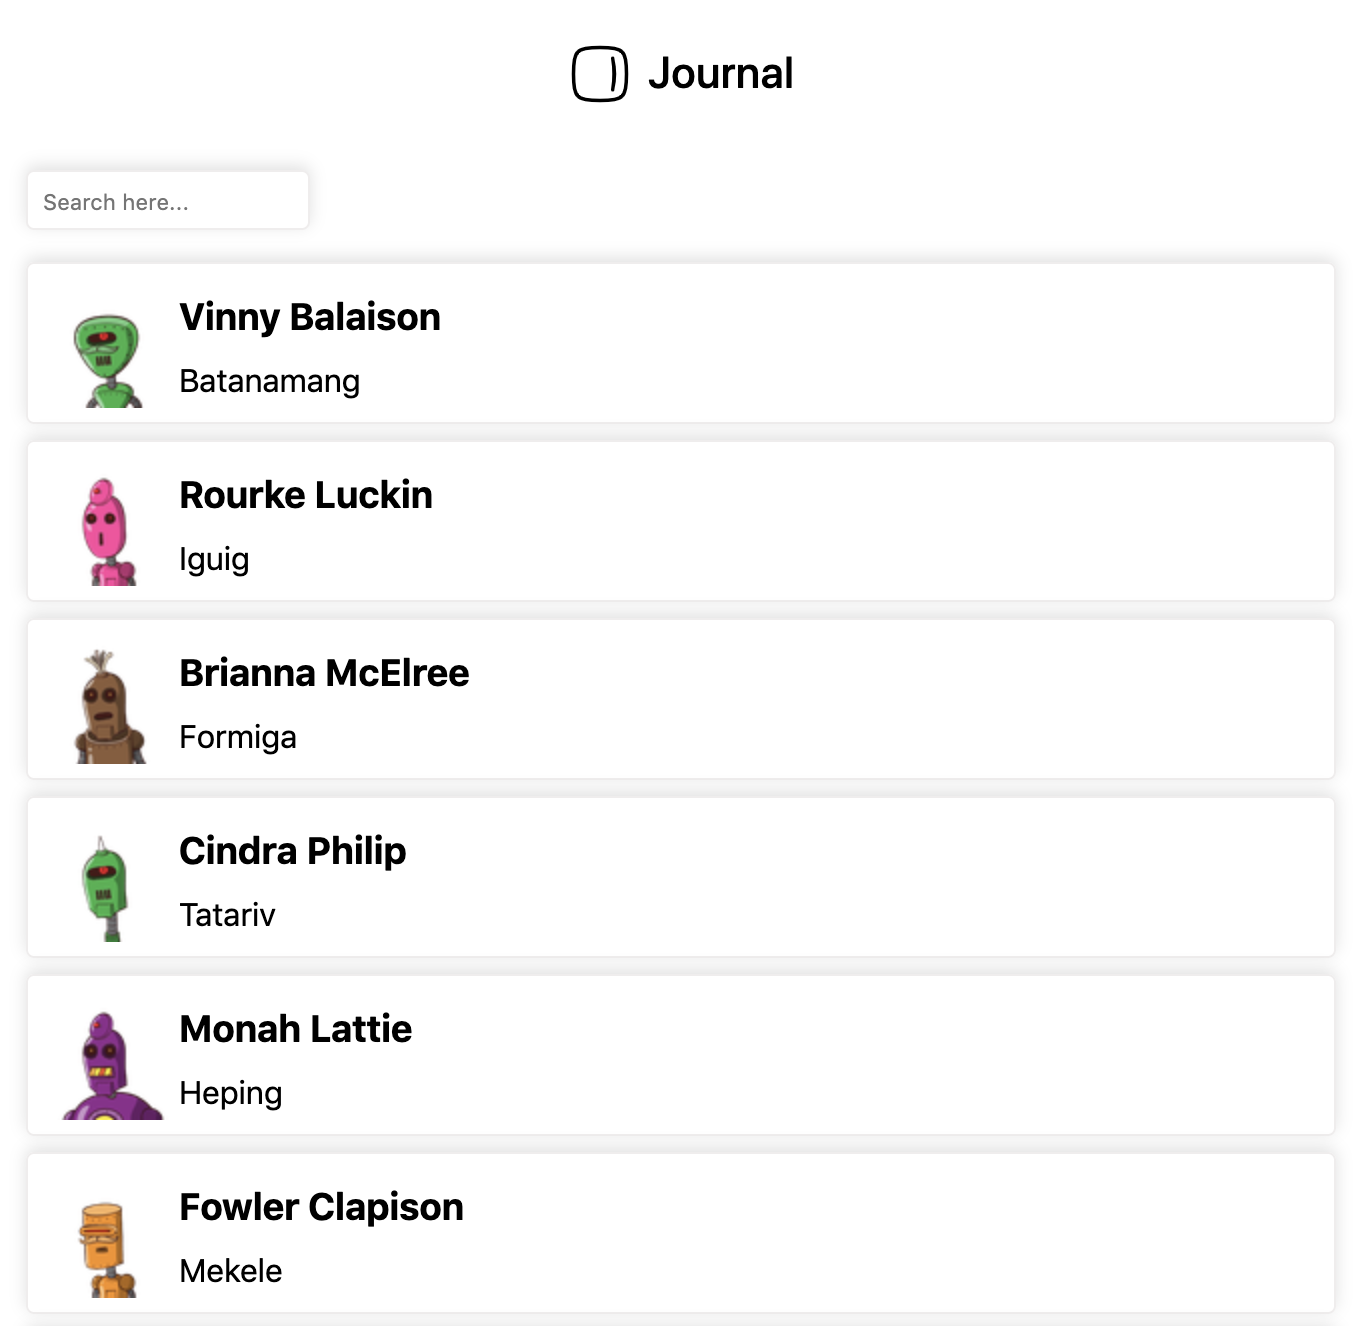 Journal
Search here...
Vinny Balaison
Batanamang
Rourke Luckin
Iguig
Brianna McElree
Formiga
Cindra Philip
Tatariv
Monah Lattie
Heping
Fowler Clapison
Mekele